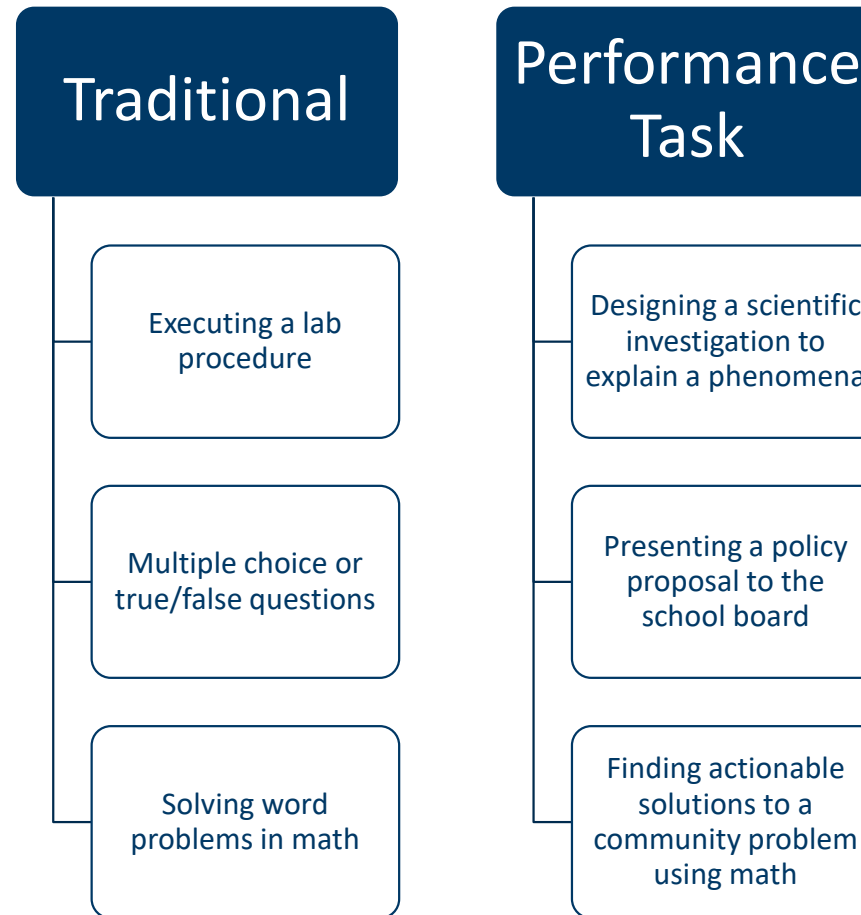 Traditional
Executing a lab
procedure
Multiple choice or
true/false questions
Solving word
problems in math
Performance
Task
Designing a scientific
investigation to
explain a phenomena
Presenting a policy
proposal to the
school board
Finding actionable
solutions to a
community problem
using math